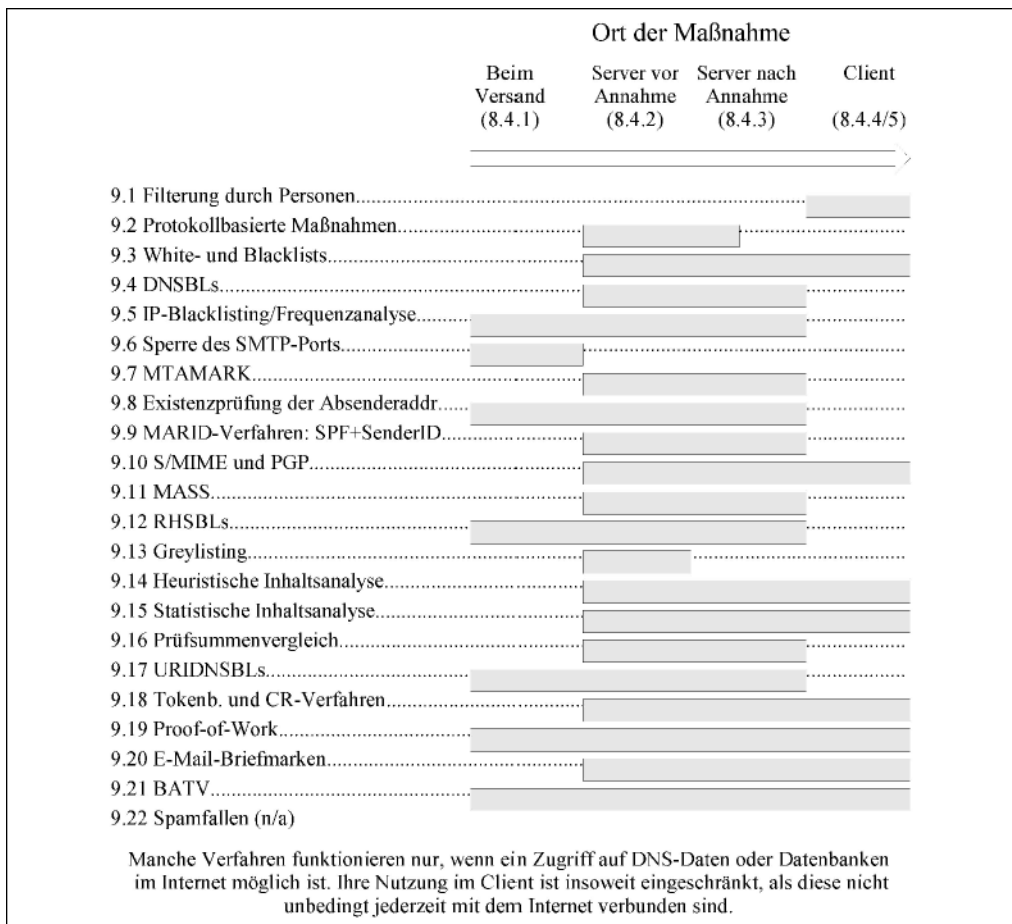 Ort der Maßnahme
Beim Versand (8.4.1)
Server vor Annahme (8.4.2)
Server nach Annahme (8.4.3)
Client (8.4.4/5)
9.1 Filterung durch Personen
9.2 Protokollbasierte Maßnahmen
9.3 White- und Blacklists
9.4 DNSBLs
9.5 IP-Blacklisting/Frequenzanalyse
9.6 Sperre des SMTP-Ports
9.7 MTAMARK
9.8 Existenzprüfung der Absenderaddr.
9.9 MARID-Verfahren: SPF+SenderID
9.10 S/MIME und PGP
9.11 MASS
9.12 RHSBLs
9.13 Greylisting
9.14 Heuristische Inhaltsanalyse
9.15 Statistische Inhaltsanalyse
9.16 Prüfsummenvergleich
9.17 URIDNSBLs
9.18 Tokenb. und CR-Verfahren
9.19 Proof-of-Work
9.20 E-Mail-Briefmarken
9.21 BATV
9.22 Spamfallen (n/a)
Manche Verfahren funktionieren nur, wenn ein Zugriff auf DNS-Daten oder Datenbanken
im Internet möglich ist. Ihre Nutzung im Client ist insoweit eingeschränkt, als diese nicht
unbedingt jederzeit mit dem Internet verbunden sind.